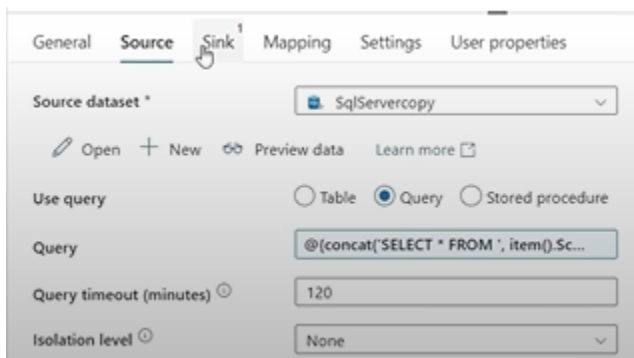 General Source Sink 1 Mapping Settings User properties
Source dataset * SqlServercopy
Open New Preview data Learn more
Use query Table Query Stored procedure
Query @{concat('SELECT * FROM ', item().Sc...
Query timeout (minutes) 120
Isolation level None